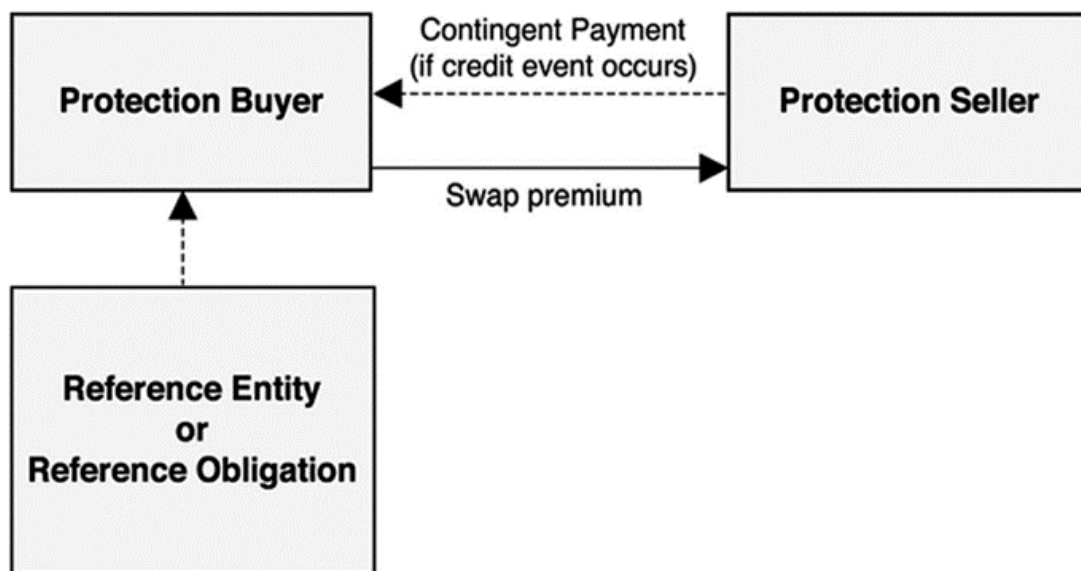 Contingent Payment
(if credit event occurs)
Protection Buyer
Protection Seller
Swap premium
Reference Entity
or
Reference Obligation